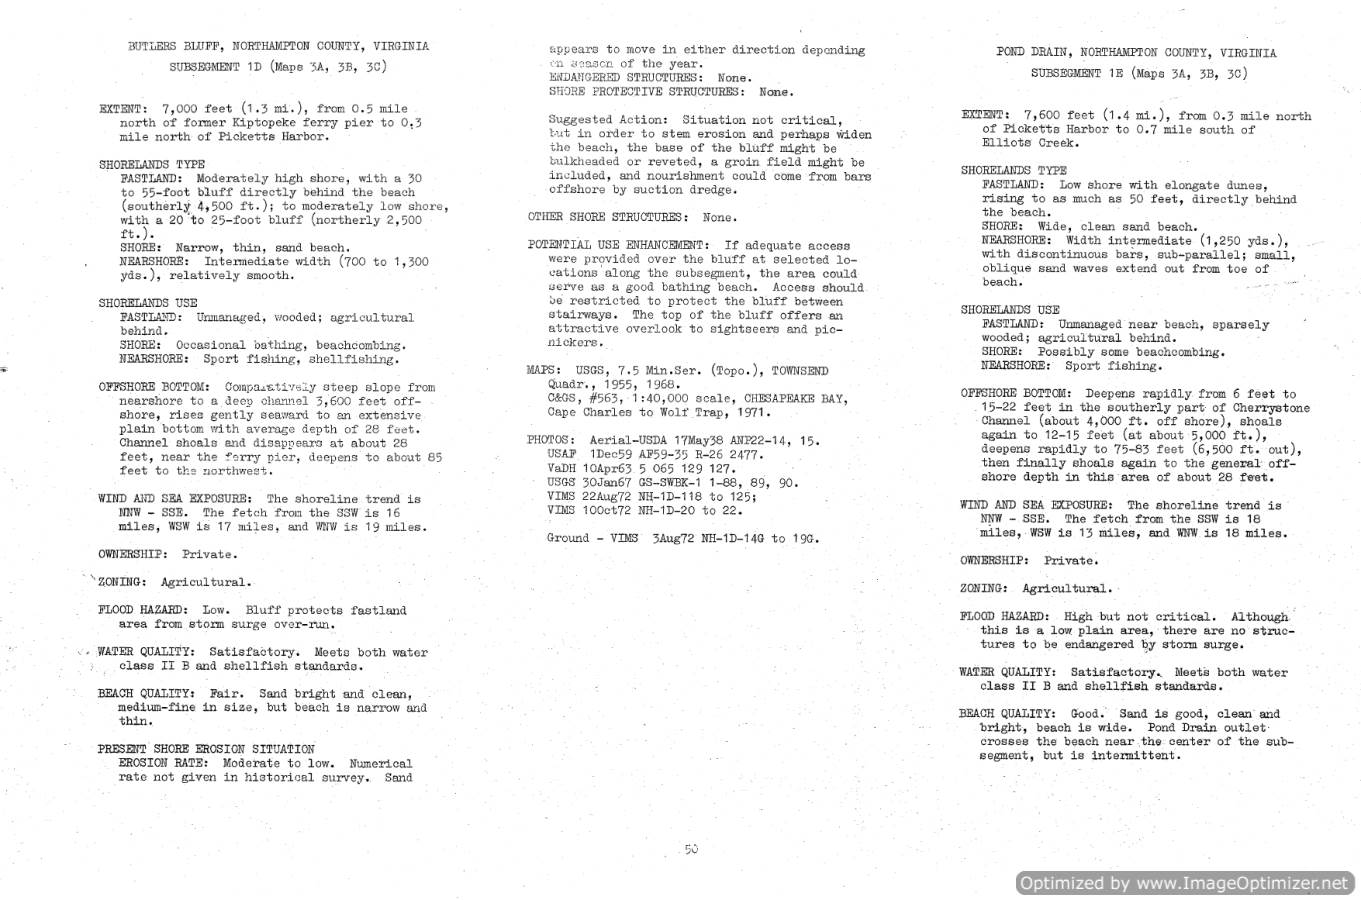 BUTLERS BLUFF, NORTHAMPTON COUNTY, VIRGINIA
SUBSEGMENT 1D (Maps 3A, 3B, 3C)
EXTENT: 7,000 feet (1.3 mi.), from 0.5 mile
north of former Kiptopeke ferry pier to 0.3
mile north of Picketts Harbor.
SHORELANDS TYPE
FASTLAND: Moderately high shore, with a 30
to 55-foot bluff directly behind the beach
(southerly 4,500 ft.); to moderately low shore,
with a 20 to 25-foot bluff (northerly 2,500
ft.).
SHORE: Narrow, thin, sand beach.
NEARSHORE: Intermediate width (700 to 1,300
yds.), relatively smooth.
SHORELANDS USE
FASTLAND: Unmanaged, wooded; agricultural
behind.
SHORE: Occasional bathing, beachcombing.
NEARSHORE: Sport fishing, shellfishing.
OFFSHORE BOTTOM: Comparatively steep slope from
nearshore to a deep channel 3,600 feet off-
shore, rises gently seaward to an extensive
plain bottom with average depth of 28 feet.
Channel shoals and disappears at about 28
feet, near the ferry pier, deepens to about 85
feet to the northwest.
WIND AND SEA EXPOSURE: The shoreline trend is
NNW - SSE. The fetch from the SSW is 16
miles, WSW is 17 miles, and WNW is 19 miles.
OWNERSHIP: Private.
ZONING: Agricultural.
FLOOD HAZARD: Low. Bluff protects fastland
area from storm surge over-run.
WATER QUALITY: Satisfactory. Meets both water
class II B and shellfish standards.
BEACH QUALITY: Fair. Sand bright and clean,
medium-fine in size, but beach is narrow and
thin.
PRESENT SHORE EROSION SITUATION
EROSION RATE: Moderate to low. Numerical
rate not given in historical survey. Sand
appears to move in either direction depending
on season of the year.
ENDANGERED STRUCTURES: None.
SHORE PROTECTIVE STRUCTURES: None.
Suggested Action: Situation not critical,
but in order to stem erosion and perhaps widen
the beach, the base of the bluff might be
bulkheaded or reveted, a groin field might be
included, and nourishment could come from bars
offshore by suction dredge.
OTHER SHORE STRUCTURES: None.
POTENTIAL USE ENHANCEMENT: If adequate access
were provided over the bluff at selected lo-
cations along the subsegment, the area could
serve as a good bathing beach. Access should
be restricted to protect the bluff between
stairways. The top of the bluff offers an
attractive overlook to sightseers and pic-
nickers.
MAPS: USGS, 7.5 Min.Ser. (Topo.), TOWNSEND
Quadr., 1955, 1968.
C&GS, #563, 1:40,000 scale, CHESAPEAKE BAY,
Cape Charles to Wolf Trap, 1971.
PHOTOS: Aerial-USDA 17May38 ANP22-14, 15.
USAF 1Dec59 AF59-35 R-26 2477.
VaDH 10Apr63 5 065 129 127.
USGS 30Jan67 GS-SWBK-1 1-88, 89, 90.
VIMS 22Aug72 NH-1D-118 to 125;
VIMS 10Oct72 NH-1D-20 to 22.
Ground - VIMS 3Aug72 NH-1D-14G to 19G.
POND DRAIN, NORTHAMPTON COUNTY, VIRGINIA
SUBSEGMENT 1E (Maps 3A, 3B, 3C)
EXTENT: 7,600 feet (1.4 mi.), from 0.3 mile north
of Picketts Harbor to 0.7 mile south of
Elliots Creek.
SHORELANDS TYPE
FASTLAND: Low shore with elongate dunes,
rising to as much as 50 feet, directly behind
the beach.
SHORE: Wide, clean sand beach.
NEARSHORE: Width intermediate (1,250 yds.),
with discontinuous bars, sub-parallel; small,
oblique sand waves extend out from toe of
beach.
SHORELANDS USE
FASTLAND: Unmanaged near beach, sparsely
wooded; agricultural behind.
SHORE: Possibly some beachcombing.
NEARSHORE: Sport fishing.
OFFSHORE BOTTOM: Deepens rapidly from 6 feet to
15-22 feet in the southerly part of Cherrystone
Channel (about 4,000 ft. off shore), shoals
again to 12-15 feet (at about 5,000 ft.),
deepens rapidly to 75-83 feet (6,500 ft. out),
then finally shoals again to the general off-
shore depth in this area of about 28 feet.
WIND AND SEA EXPOSURE: The shoreline trend is
NNW - SSE. The fetch from the SSW is 18
miles, WSW is 13 miles, and WNW is 18 miles.
OWNERSHIP: Private.
ZONING: Agricultural.
FLOOD HAZARD: High but not critical. Although
this is a low plain area, there are no struc-
tures to be endangered by storm surge.
WATER QUALITY: Satisfactory. Meets both water
class II B and shellfish standards.
BEACH QUALITY: Good. Sand is good, clean and
bright, beach is wide. Pond Drain outlet
crosses the beach near the center of the sub-
segment, but is intermittent.
50
Optimized by www.ImageOptimizer.net